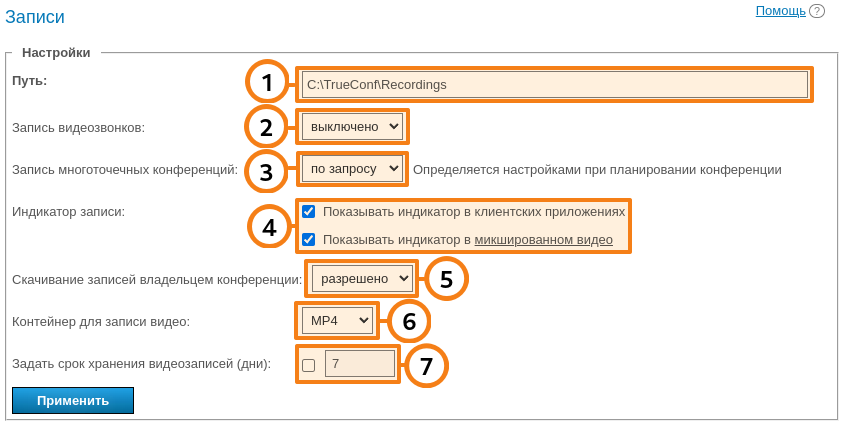 Записи
Помощь ?
Настройки
Путь: 1 C:\TrueConf\Recordings
Запись видеозвонков: 2 выключено
Запись многоточечных конференций: 3 по запросу Определяется настройками при планировании конференции
Индикатор записи: 4 Показывать индикатор в клиентских приложениях
Показывать индикатор в микшированном видео
Скачивание записей владельцем конференции: разрешено 5
Контейнер для записи видео: MP4 6
Задать срок хранения видеозаписей (дни): 7 7
Применить